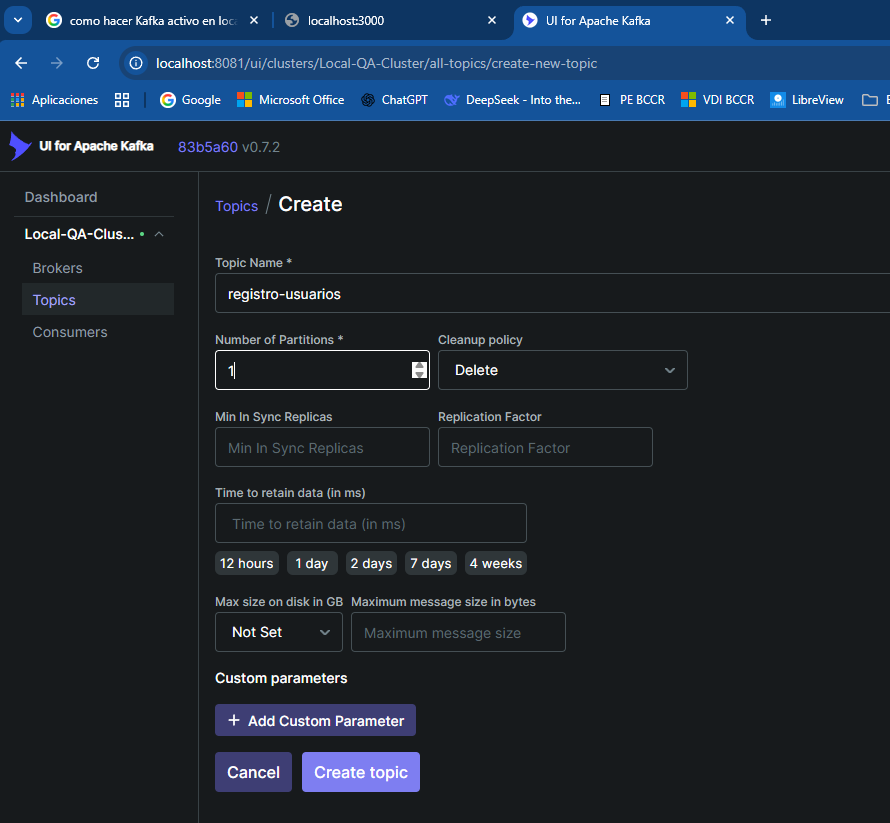 como hacer Kafka activo en loca
localhost:3000
UI for Apache Kafka
localhost:8081/ui/clusters/Local-QA-Cluster/all-topics/create-new-topic
Aplicaciones
Google
Microsoft Office
ChatGPT
DeepSeek - Into the...
PE BCCR
VDI BCCR
LibreView
UI for Apache Kafka
83b5a60 v0.7.2
Dashboard
Local-QA-Clus...
Brokers
Topics
Consumers
Topics / Create
Topic Name *
registro-usuarios
Number of Partitions *
Cleanup policy
1
Delete
Min In Sync Replicas
Replication Factor
Min In Sync Replicas
Replication Factor
Time to retain data (in ms)
Time to retain data (in ms)
12 hours
1 day
2 days
7 days
4 weeks
Max size on disk in GB
Maximum message size in bytes
Not Set
Maximum message size
Custom parameters
+ Add Custom Parameter
Cancel
Create topic